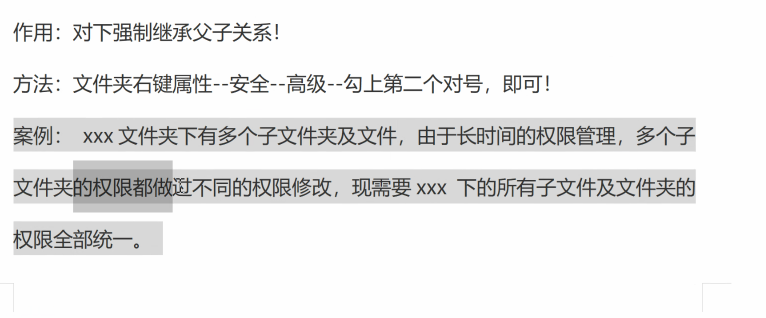 作用：对下强制继承父子关系！
方法：文件夹右键属性--安全--高级--勾上第二个对号，即可！
案例： xxx 文件夹下有多个子文件夹及文件，由于长时间的权限管理，多个子
文件夹的权限都做逛不同的权限修改，现需要 xxx 下的所有子文件及文件夹的
权限全部统一。